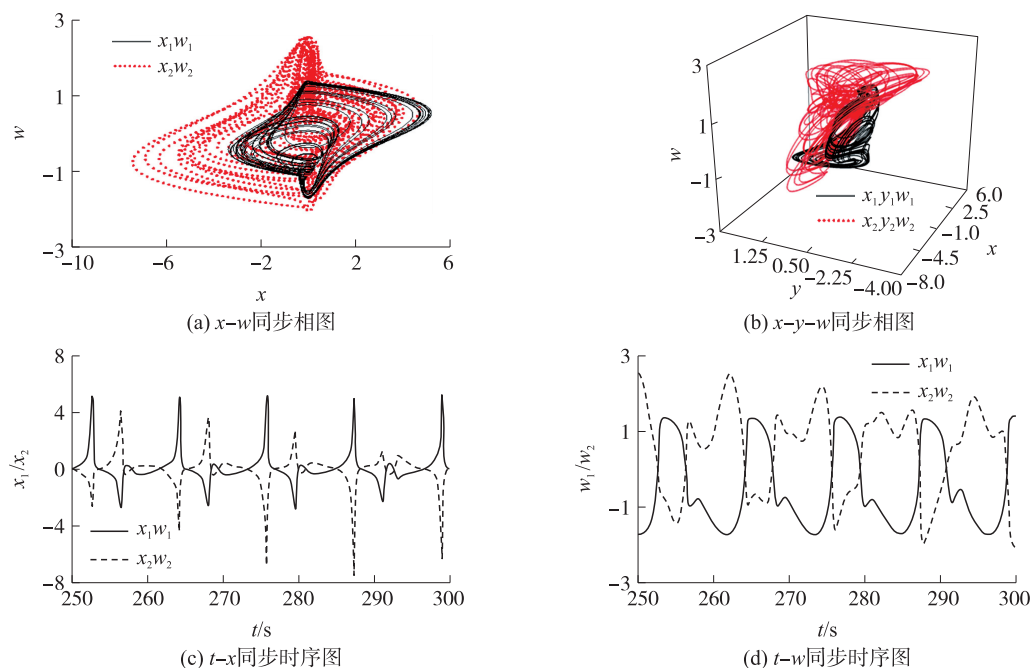 3
x₁w₁
x₂w₂
1
w
−1
−3
−10
−6
−2
2
6
x
(a) x−w同步相图
3
1
w
−1
−3
x₁y₁w₁
x₂y₂w₂
6.0
2.5
−1.0
x
−4.5
−8.0
1.25
0.50
−2.25
−4.00
y
(b) x−y−w同步相图
8
4
x₁/x₂
0
x₁w₁
−4
x₂w₂
−8
250
260
270
280
290
300
t/s
(c) t−x同步时序图
3
x₁w₁
x₂w₂
1
w₁/w₂
−1
−3
250
260
270
280
290
300
t/s
(d) t−w同步时序图